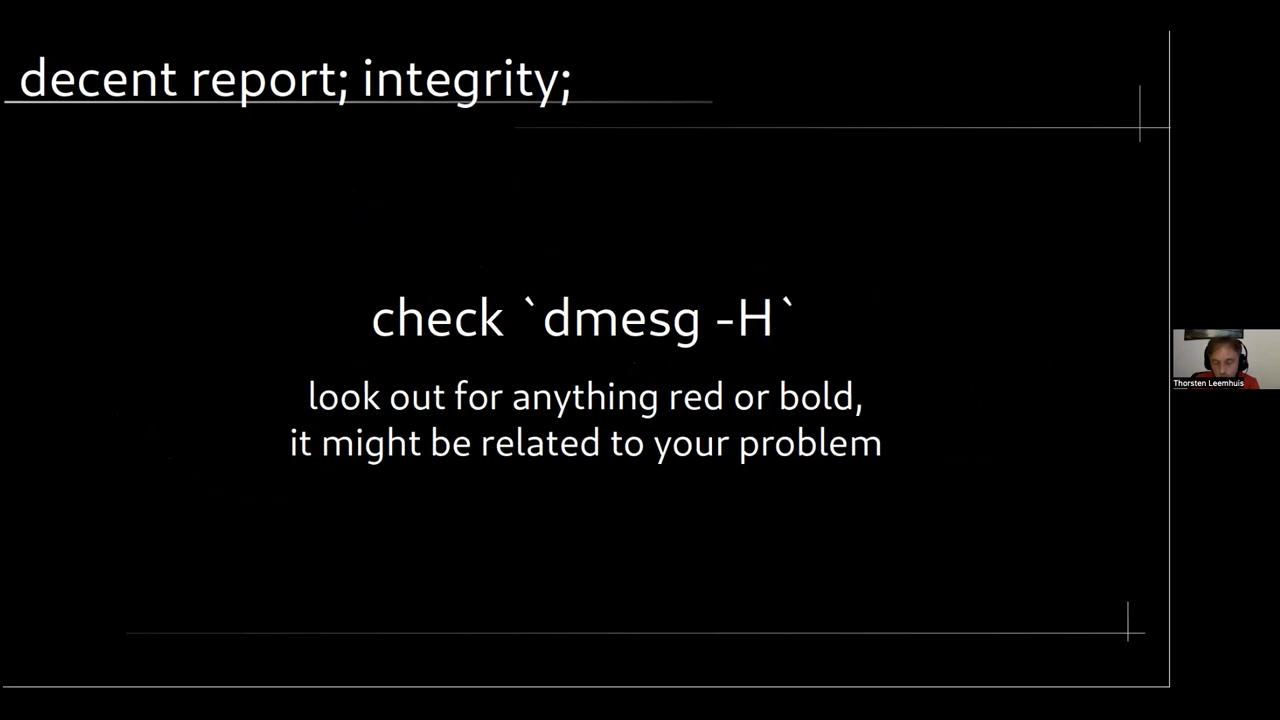 decent report; integrity;
check `dmesg -H`
look out for anything red or bold,
it might be related to your problem
Thorsten Leemhuis